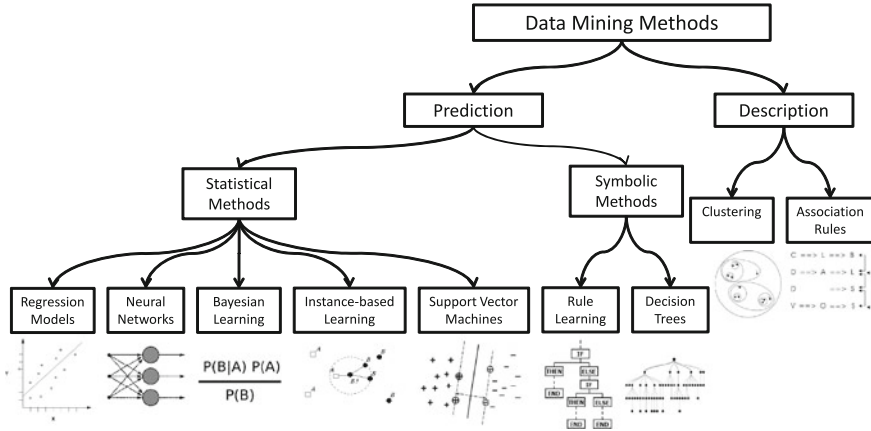 Data Mining Methods
Prediction
Description
Statistical
Methods
Symbolic
Methods
Clustering
Association
Rules
Regression
Models
Neural
Networks
Bayesian
Learning
Instance-based
Learning
Support Vector
Machines
Rule
Learning
Decision
Trees
C ==> L ==> B
D ==> A ==> L
D ==> S
V ==> O ==> S
Y
X
P(B|A) P(A)
P(B)
A
A
B
B
B?
B
IF
THEN ELSE
IF
END
THEN ELSE
END END